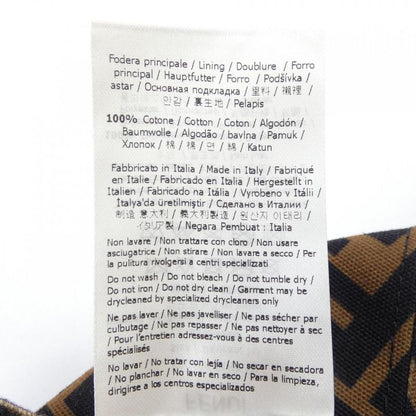 Fodera principale / Lining / Doublure / Forro
principal / Hauptfutter / Forro / Podšívka /
astar / Основная подкладка / 里料 / 襯裡 /
인감 / 裏生地 / Pelapis
100% Cotone / Cotton / Coton / Algodón /
Baumwolle / Algodão / bavlna / Pamuk /
Хлопок / 棉 / 棉 / 면 / 綿 / Katun
Fabbricato in Italia / Made in Italy / Fabriqué
en Italie / Fabricado en Italia / Hergestellt in
Italien / Fabricado na Itália / Vyrobeno v Itálii /
Italya'da üretilmiştir / Сделано в Италии /
制造 意大利 / 義大利製造 / 원산지 이태리 /
イタリア製 / Negara Pembuat : Italia
Non lavare / Non trattare con cloro / Non usare
asciugatrice / Non stirare / Non lavare a secco / Per
la pulitura rivolgersi a centri specializzati
Do not wash / Do not bleach / Do not tumble dry /
Do not iron / Do not clean / Garment may be
drycleaned by specialized drycleaners only
Ne pas laver / Ne pas javelliser / Ne pas sécher par
culbutage / Ne pas repasser / Ne pas nettoyer à sec
/ Pour l'entretien adressez-vous à des centres
spécialisés
No lavar / No tratar con lejía / No secar en secadora
/ No planchar / No lavar en seco / Para la limpieza,
dirigirse a los centros especializados